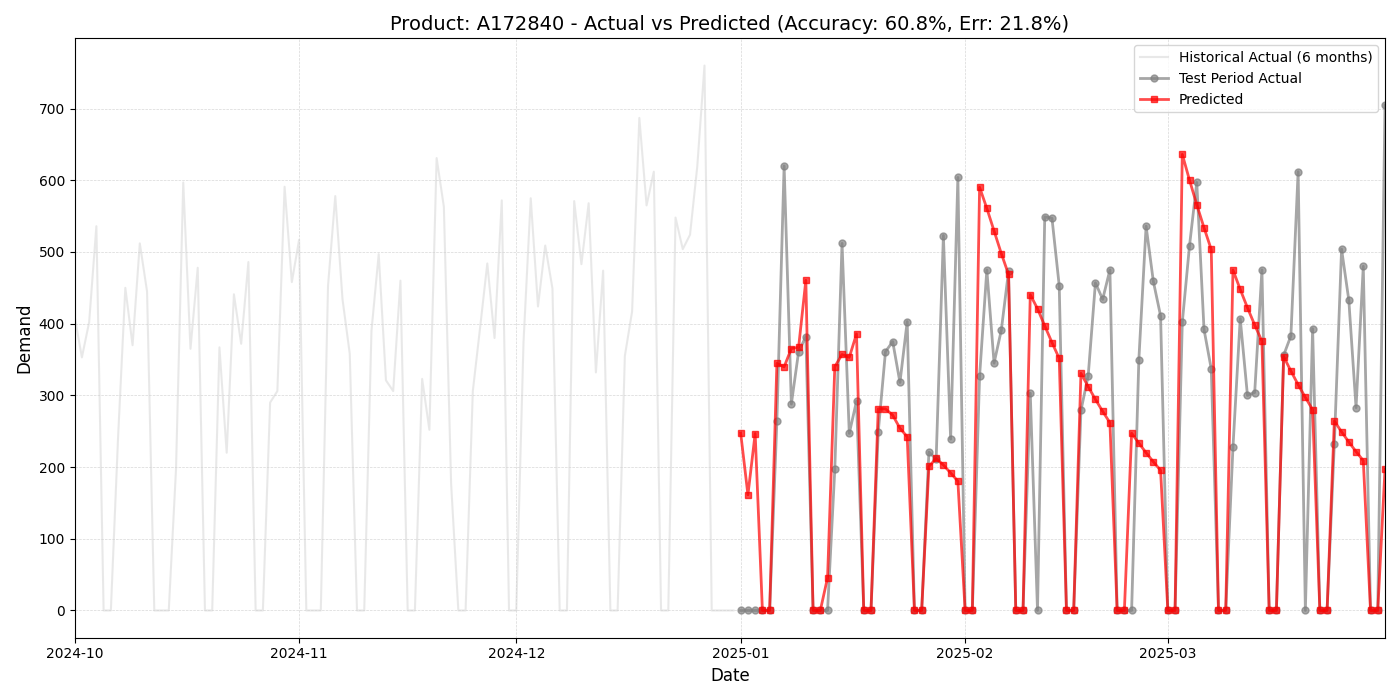 Product: A172840 - Actual vs Predicted (Accuracy: 60.8%, Err: 21.8%)
Historical Actual (6 months)
Test Period Actual
Predicted
Demand
700
600
500
400
300
200
100
0
2024-10
2024-11
2024-12
2025-01
2025-02
2025-03
Date